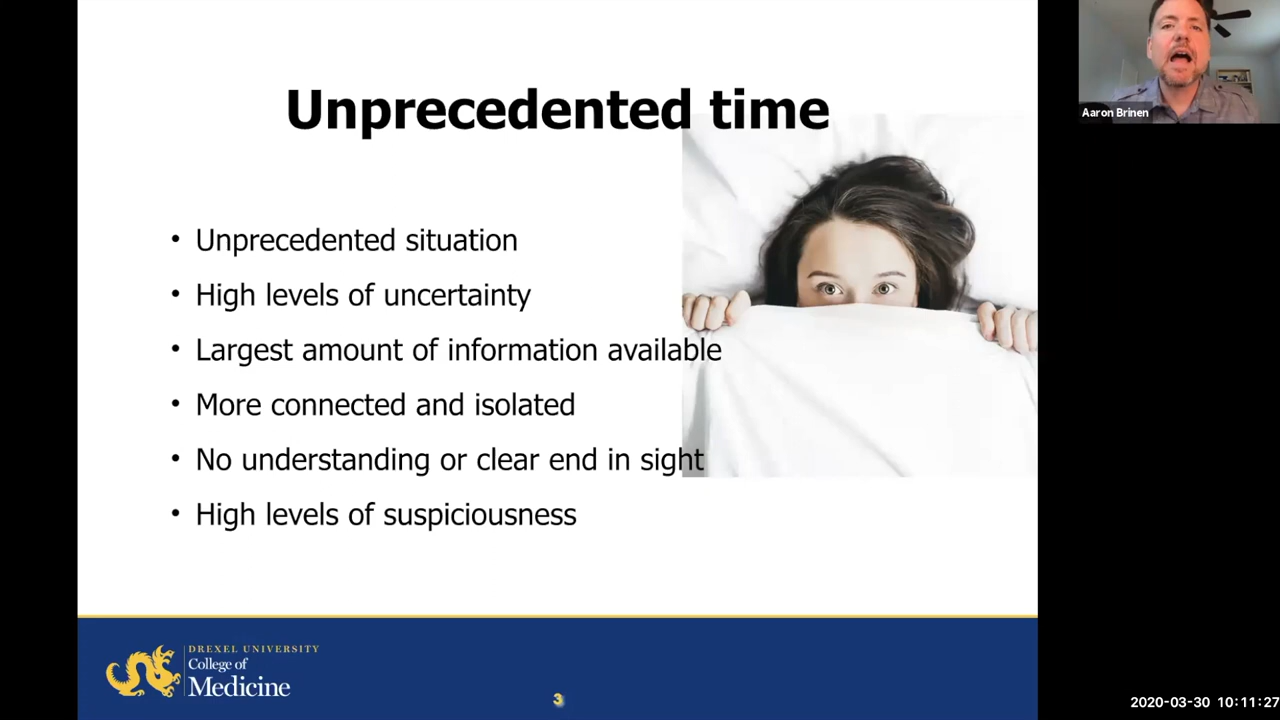 Unprecedented time
• Unprecedented situation
• High levels of uncertainty
• Largest amount of information available
• More connected and isolated
• No understanding or clear end in sight
• High levels of suspiciousness
DREXEL UNIVERSITY
College of
Medicine
3
Aaron Brinen
2020-03-30 10:11:27